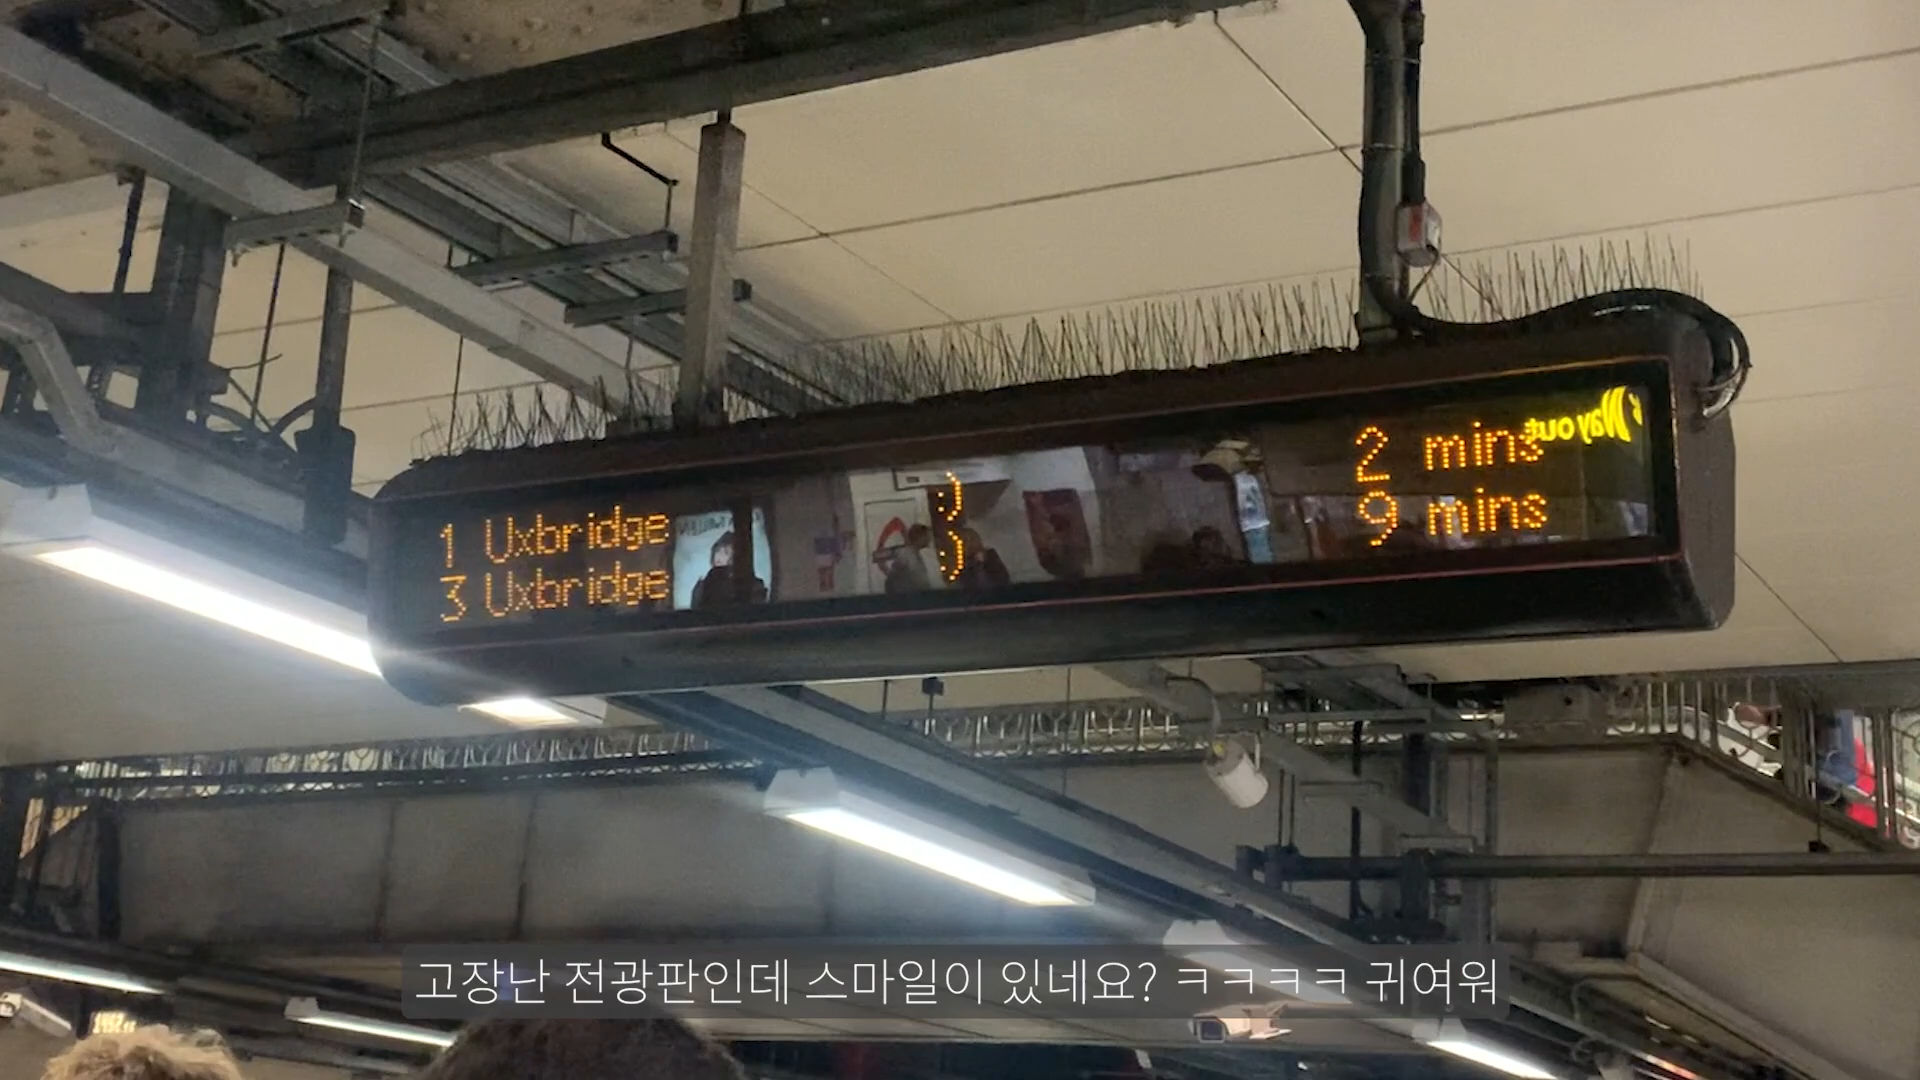 1 Uxbridge :) 2 mins
3 Uxbridge :) 9 mins
Way out
고장난 전광판인데 스마일이 있네요? ㅋㅋㅋㅋ 귀여워